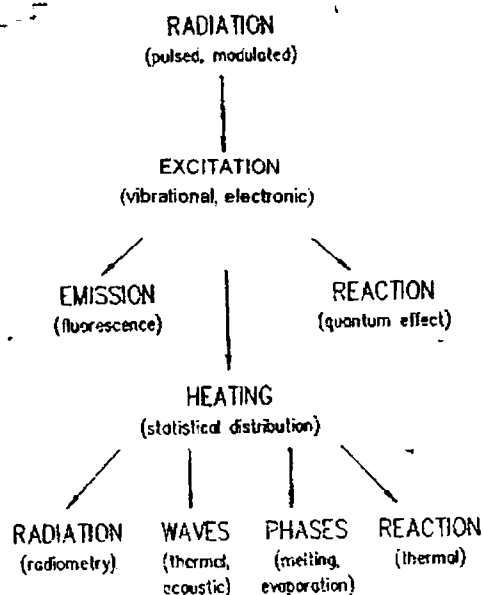 RADIATION
(pulsed, modulated)
EXCITATION
(vibrational, electronic)
EMISSION
(fluorescence)
REACTION
(quantum effect)
HEATING
(statistical distribution)
RADIATION
(radiometry)
WAVES
(thermal,
acoustic)
PHASES
(melting,
evaporation)
REACTION
(thermal)